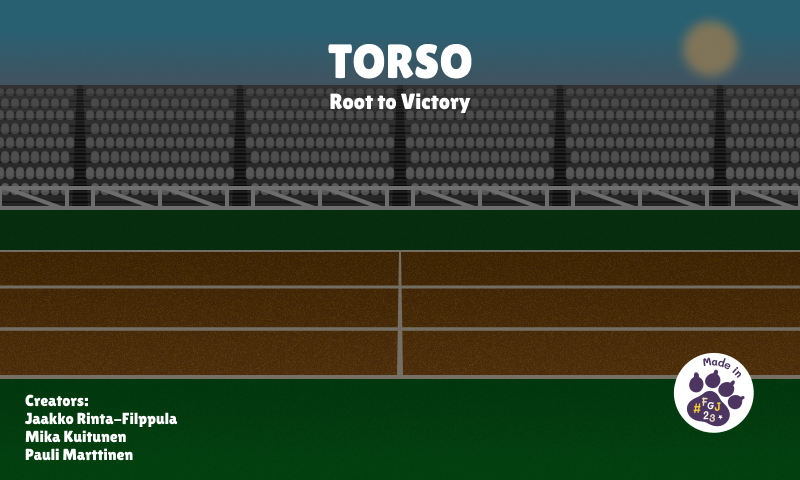 TORSO
Root to Victory
Made in
#FGJ
23
Creators:
Jaakko Rinta-Filppula
Mika Kuitunen
Pauli Marttinen